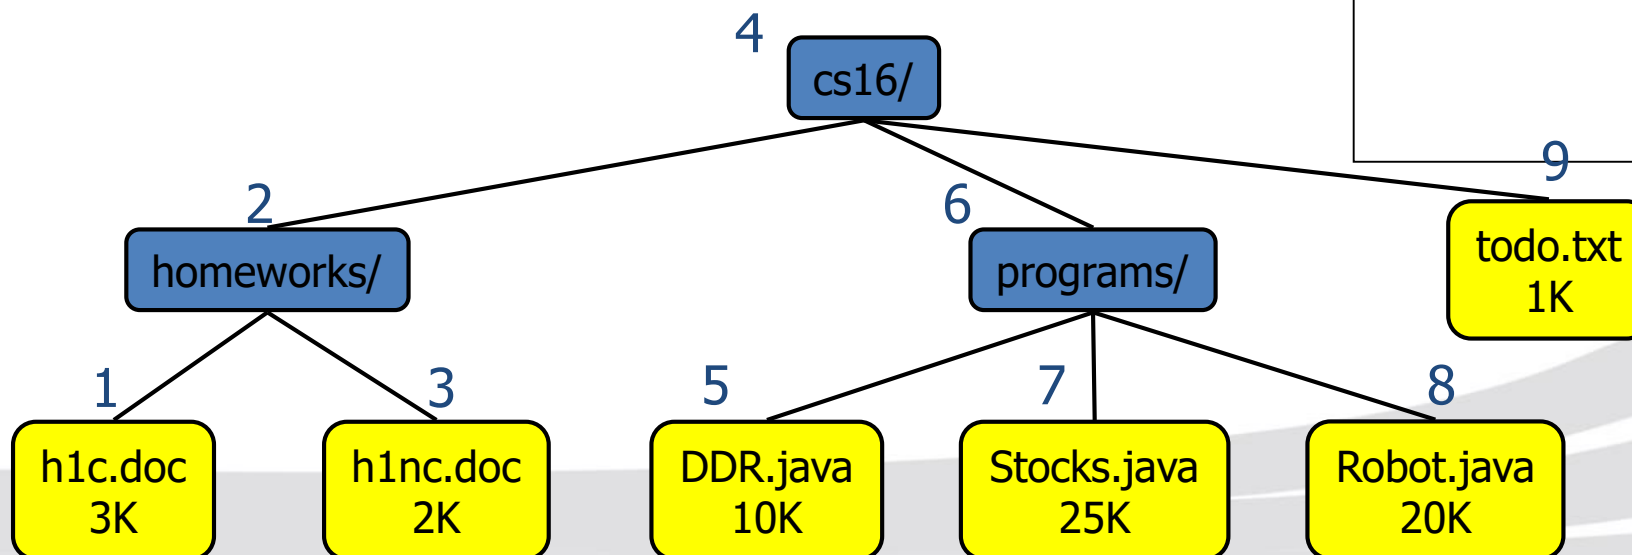 4
cs16/
9
2
6
homeworks/
programs/
todo.txt
1K
1
3
5
7
8
h1c.doc
3K
h1nc.doc
2K
DDR.java
10K
Stocks.java
25K
Robot.java
20K